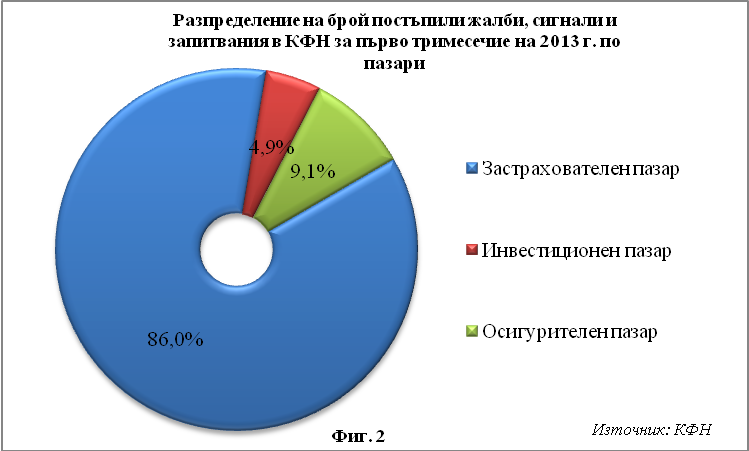 Разпределение на брой постъпили жалби, сигнали и
запитвания в КФН за първо тримесечие на 2013 г. по
пазари
4,9%
9,1%
86,0%
Застрахователен пазар
Инвестиционен пазар
Осигурителен пазар
Фиг. 2
Източник: КФН